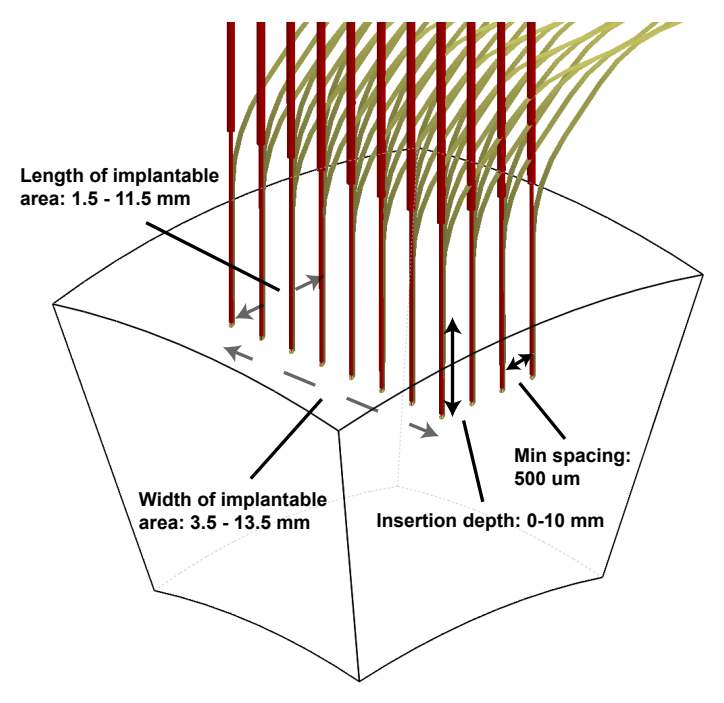 Length of implantable
area: 1.5 - 11.5 mm
Min spacing:
500 um
Width of implantable
area: 3.5 - 13.5 mm
Insertion depth: 0-10 mm